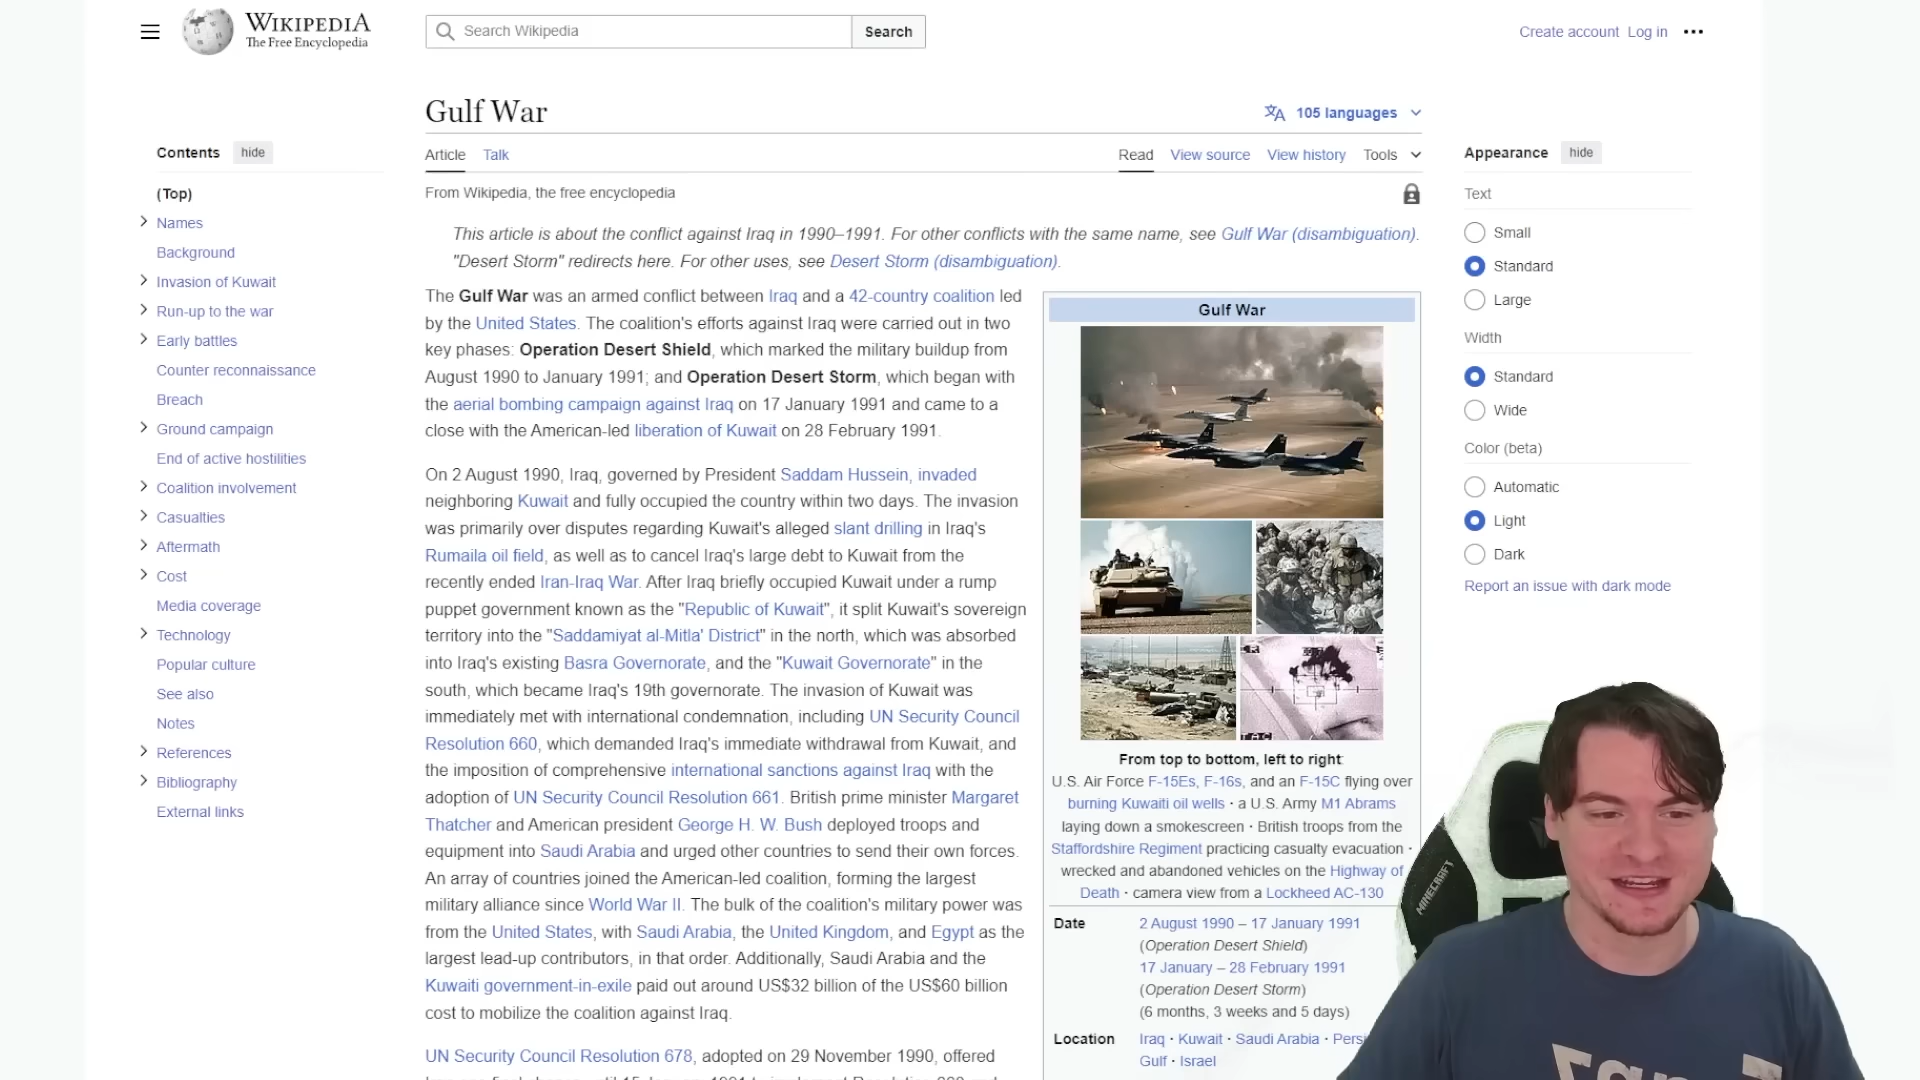 WIKIPEDIA
The Free Encyclopedia
Search Wikipedia
Search
Create account Log in
Gulf War
105 languages
Article Talk
Read View source View history Tools
From Wikipedia, the free encyclopedia
Contents hide
(Top)
Names
Background
Invasion of Kuwait
Run-up to the war
Early battles
Counter reconnaissance
Breach
Ground campaign
End of active hostilities
Coalition involvement
Casualties
Aftermath
Cost
Media coverage
Technology
Popular culture
See also
Notes
References
Bibliography
External links
This article is about the conflict against Iraq in 1990–1991. For other conflicts with the same name, see Gulf War (disambiguation).
"Desert Storm" redirects here. For other uses, see Desert Storm (disambiguation).
The Gulf War was an armed conflict between Iraq and a 42-country coalition led
by the United States. The coalition's efforts against Iraq were carried out in two
key phases: Operation Desert Shield, which marked the military buildup from
August 1990 to January 1991; and Operation Desert Storm, which began with
the aerial bombing campaign against Iraq on 17 January 1991 and came to a
close with the American-led liberation of Kuwait on 28 February 1991.
On 2 August 1990, Iraq, governed by President Saddam Hussein, invaded
neighboring Kuwait and fully occupied the country within two days. The invasion
was primarily over disputes regarding Kuwait's alleged slant drilling in Iraq's
Rumaila oil field, as well as to cancel Iraq's large debt to Kuwait from the
recently ended Iran-Iraq War. After Iraq briefly occupied Kuwait under a rump
puppet government known as the "Republic of Kuwait", it split Kuwait's sovereign
territory into the "Saddamiyat al-Mitla' District" in the north, which was absorbed
into Iraq's existing Basra Governorate, and the "Kuwait Governorate" in the
south, which became Iraq's 19th governorate. The invasion of Kuwait was
immediately met with international condemnation, including UN Security Council
Resolution 660, which demanded Iraq's immediate withdrawal from Kuwait, and
the imposition of comprehensive international sanctions against Iraq with the
adoption of UN Security Council Resolution 661. British prime minister Margaret
Thatcher and American president George H. W. Bush deployed troops and
equipment into Saudi Arabia and urged other countries to send their own forces.
An array of countries joined the American-led coalition, forming the largest
military alliance since World War II. The bulk of the coalition's military power was
from the United States, with Saudi Arabia, the United Kingdom, and Egypt as the
largest lead-up contributors, in that order. Additionally, Saudi Arabia and the
Kuwaiti government-in-exile paid out around US$32 billion of the US$60 billion
cost to mobilize the coalition against Iraq.
UN Security Council Resolution 678, adopted on 29 November 1990, offered
Gulf War
From top to bottom, left to right:
U.S. Air Force F-15Es, F-16s, and an F-15C flying over
burning Kuwaiti oil wells · a U.S. Army M1 Abrams
laying down a smokescreen · British troops from the
Staffordshire Regiment practicing casualty evacuation ·
wrecked and abandoned vehicles on the Highway of
Death · camera view from a Lockheed AC-130
Date 2 August 1990 – 17 January 1991
(Operation Desert Shield)
17 January – 28 February 1991
(Operation Desert Storm)
(6 months, 3 weeks and 5 days)
Location Iraq · Kuwait · Saudi Arabia · Persi
Gulf · Israel
Appearance hide
Text
Small
Standard
Large
Width
Standard
Wide
Color (beta)
Automatic
Light
Dark
Report an issue with dark mode
MINECRAFT